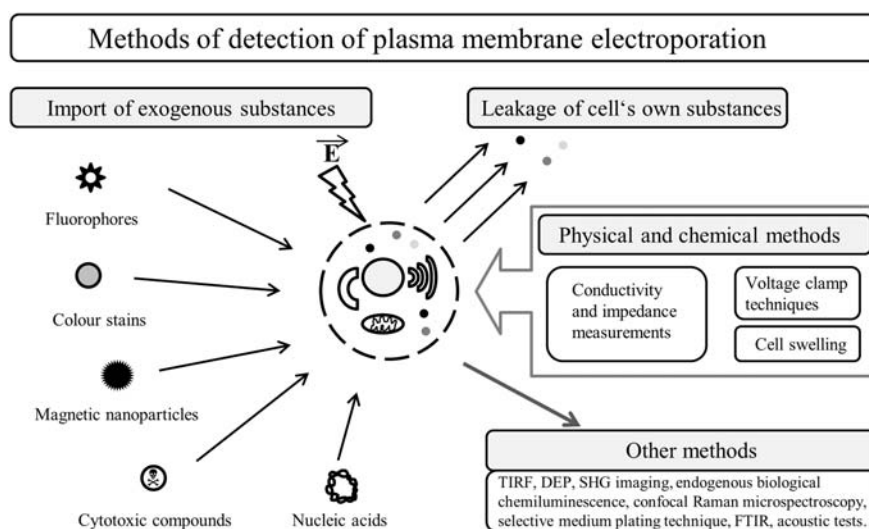 Methods of detection of plasma membrane electroporation
Import of exogenous substances
Leakage of cell‘s own substances
E
Fluorophores
Colour stains
Magnetic nanoparticles
Cytotoxic compounds
Nucleic acids
Physical and chemical methods
Conductivity
and impedance
measurements
Voltage clamp
techniques
Cell swelling
Other methods
TIRF, DEP, SHG imaging, endogenous biological
chemiluminescence, confocal Raman microspectroscopy,
selective medium plating technique, FTIR, acoustic tests.